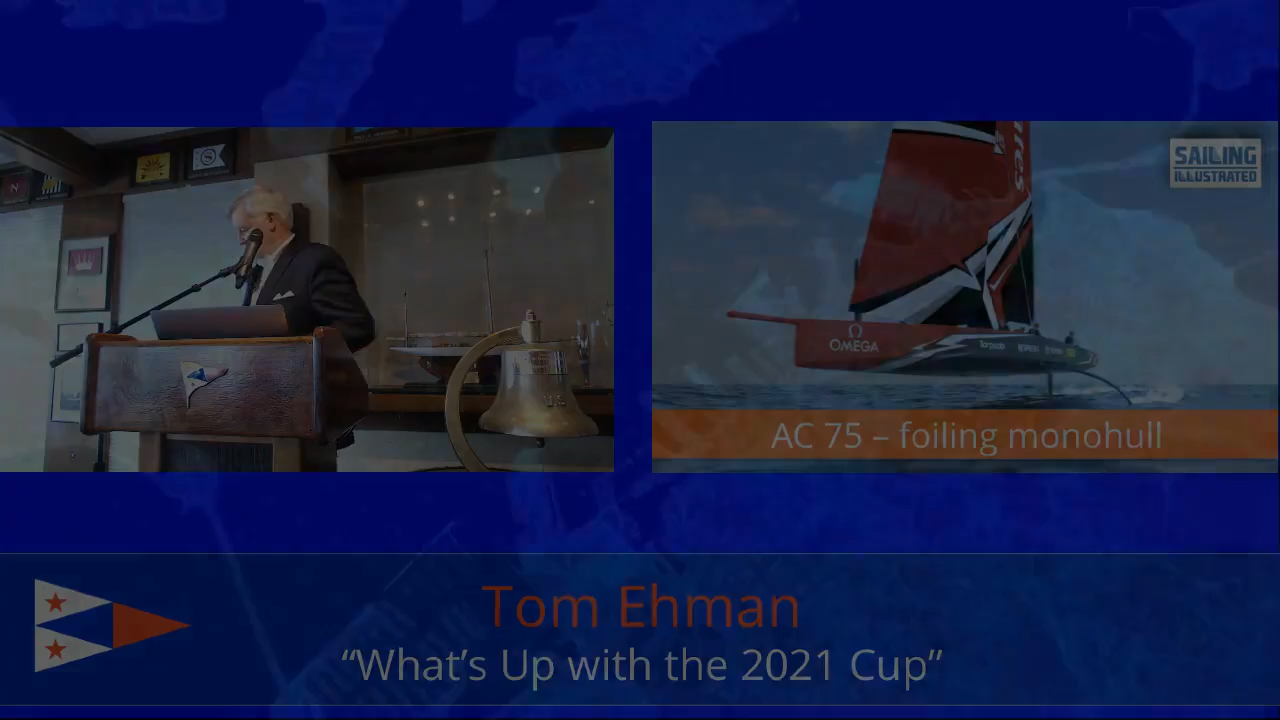 SAILING
ILLUSTRATED
Ω
OMEGA
AC 75 – foiling monohull
Tom Ehman
“What’s Up with the 2021 Cup”